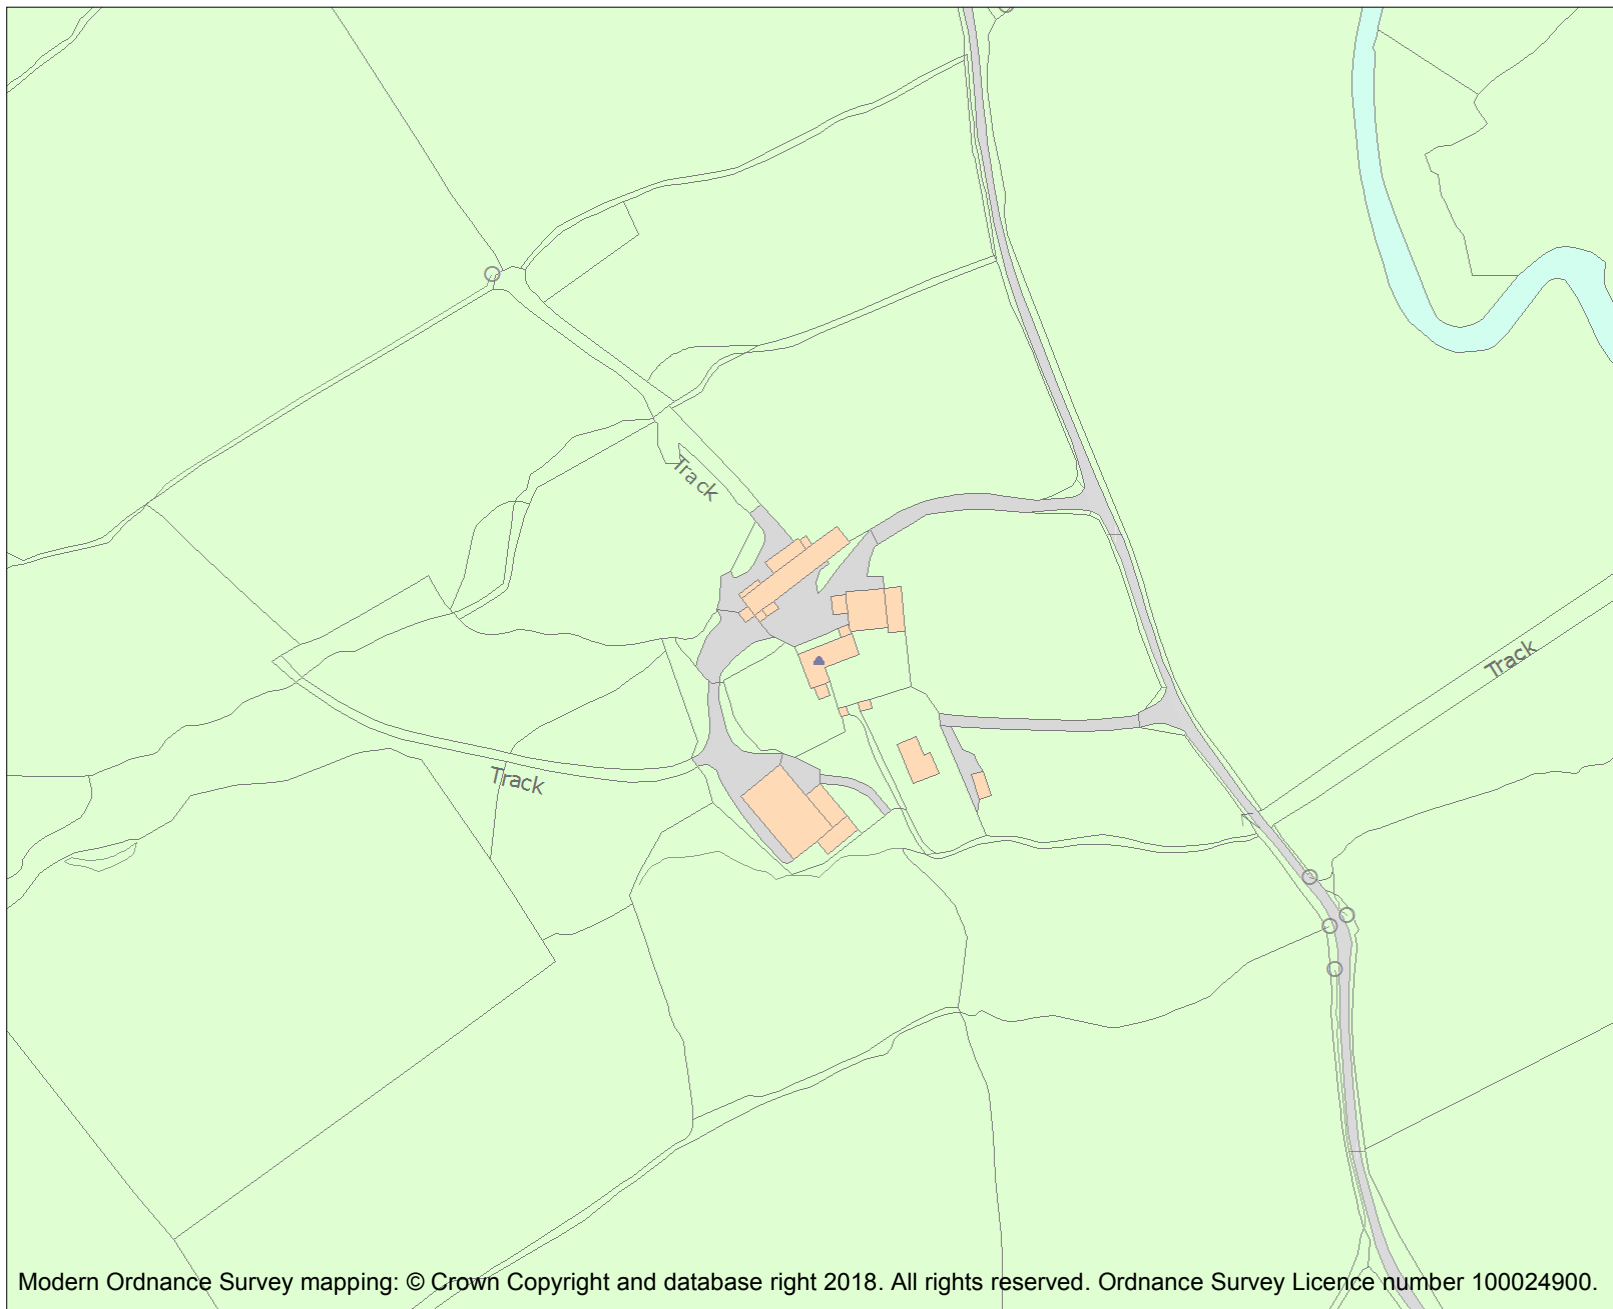 Track
Track
Track
Modern Ordnance Survey mapping: © Crown Copyright and database right 2018. All rights reserved. Ordnance Survey Licence number 100024900.